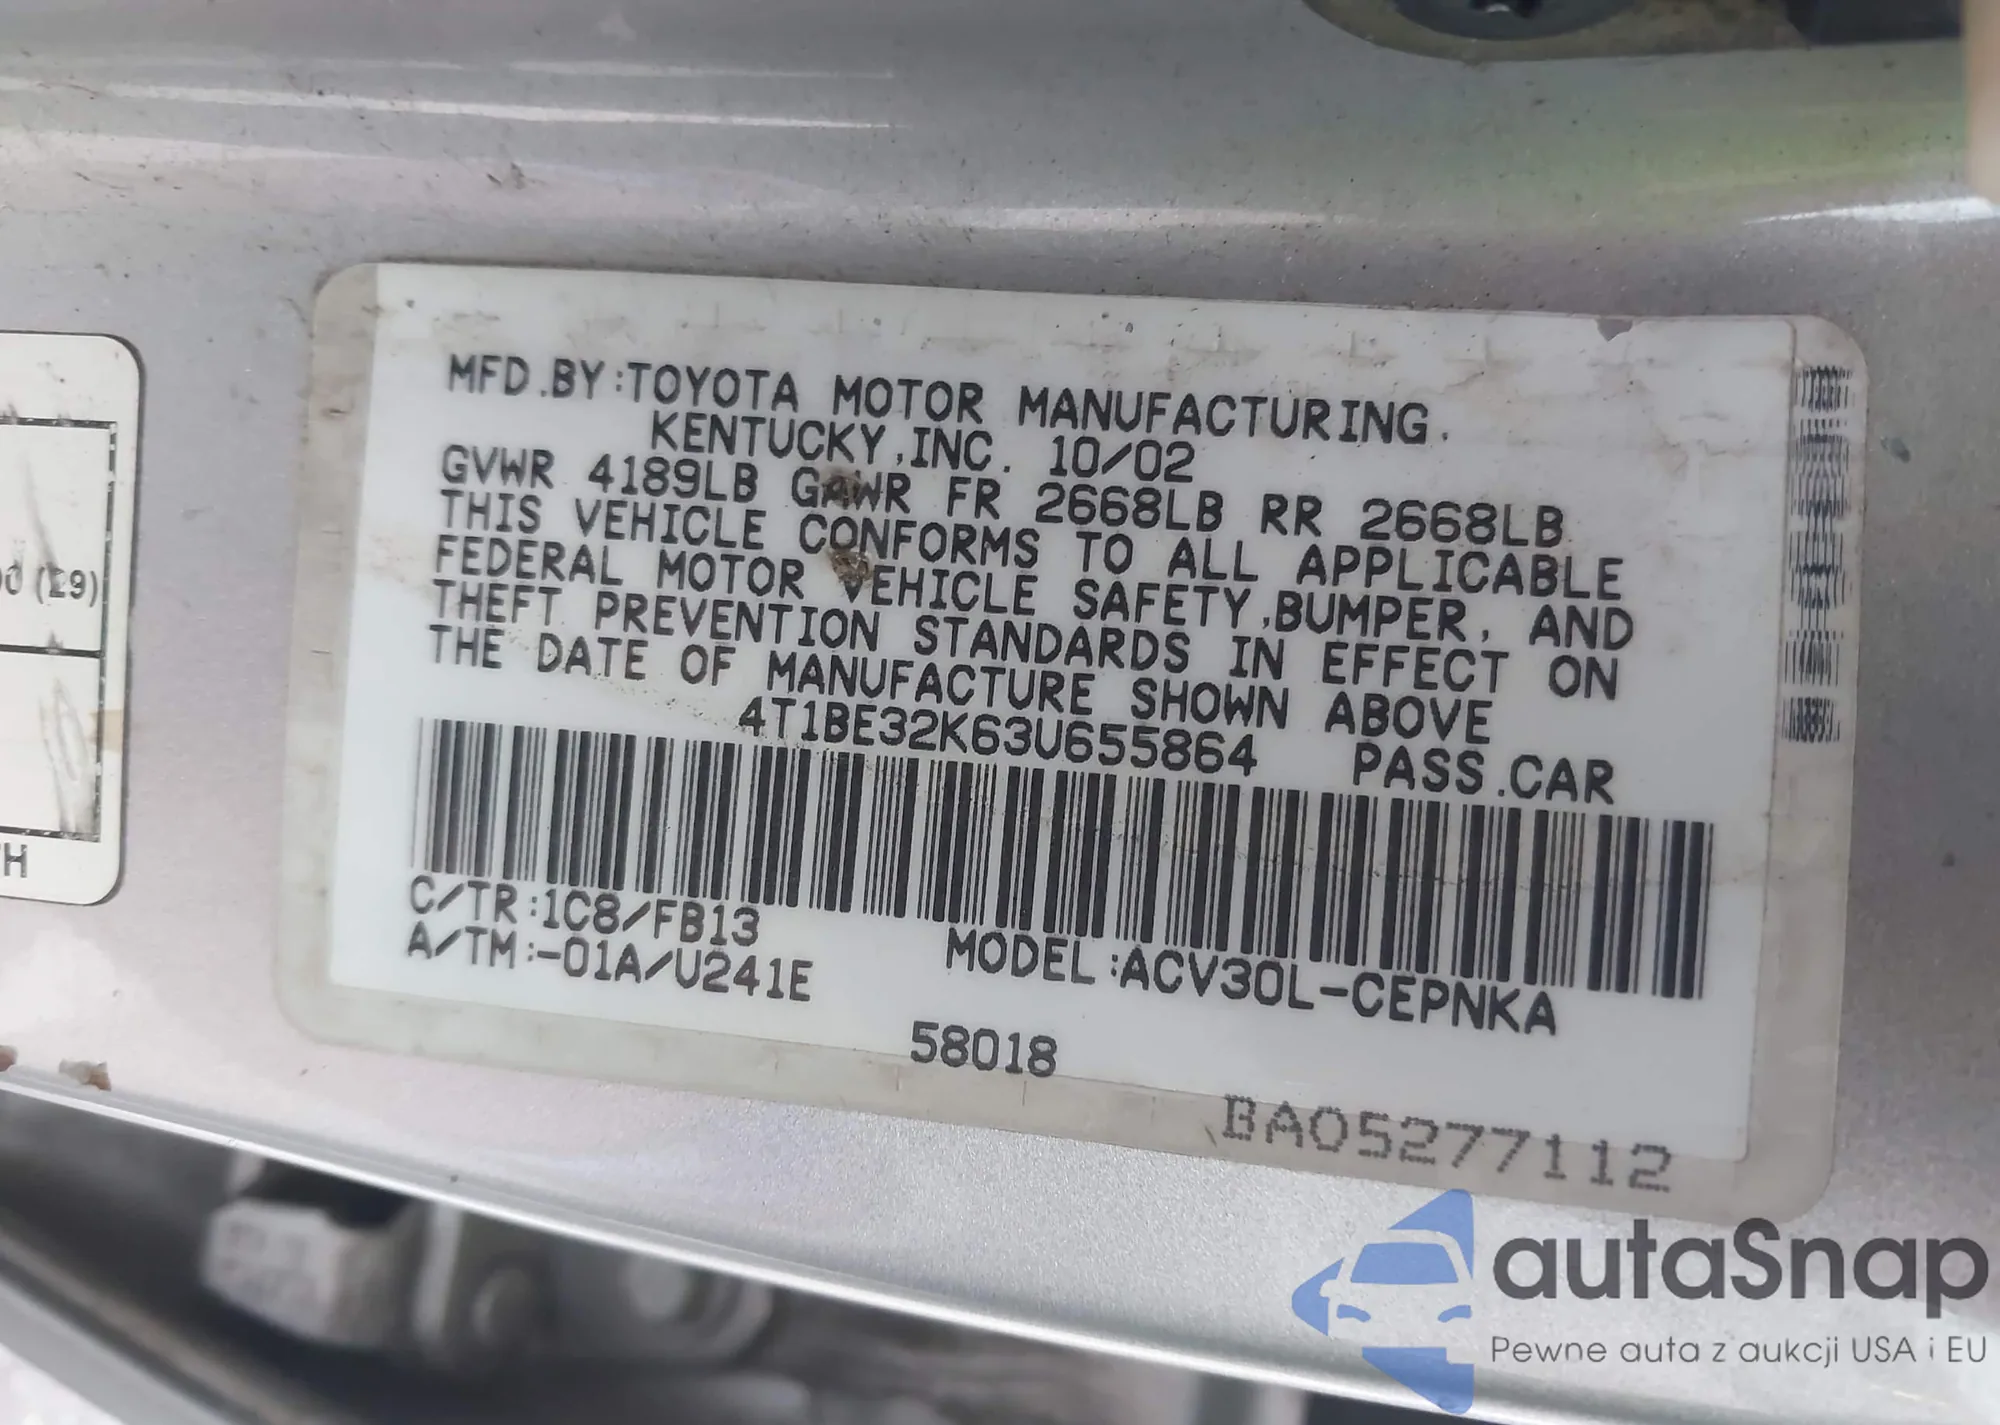 MFD.BY:TOYOTA MOTOR MANUFACTURING.
KENTUCKY,INC. 10/02
GVWR 4189LB GAWR FR 2668LB RR 2668LB
THIS VEHICLE CONFORMS TO ALL APPLICABLE
FEDERAL MOTOR VEHICLE SAFETY,BUMPER, AND
THEFT PREVENTION STANDARDS IN EFFECT ON
THE DATE OF MANUFACTURE SHOWN ABOVE
4T1BE32K63U655864 PASS.CAR
C/TR:1C8/FB13
A/TM:-01A/U241E MODEL:ACV30L-CEPNKA
58018
BA05277112
autaSnap
Pewne auta z aukcji USA i EU